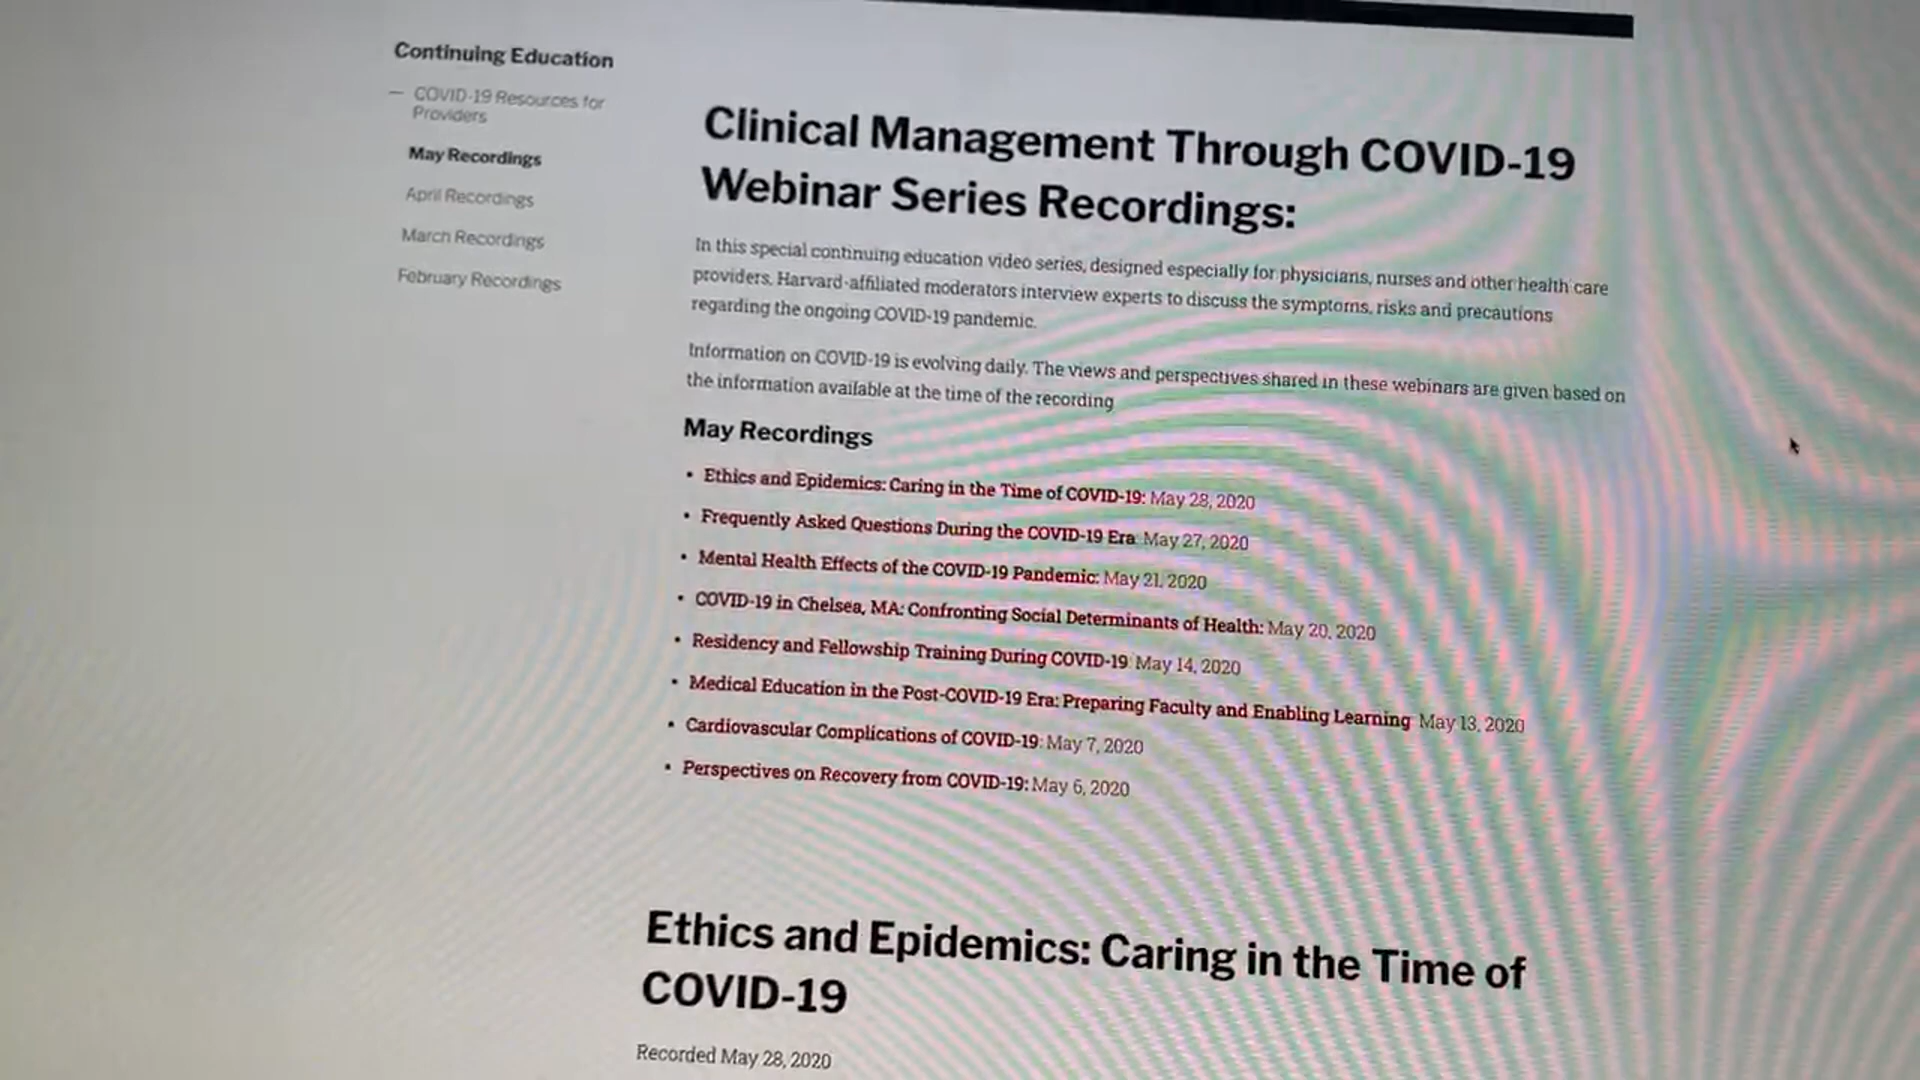 Continuing Education
— COVID-19 Resources for
Providers
May Recordings
April Recordings
March Recordings
February Recordings
Clinical Management Through COVID-19
Webinar Series Recordings:
In this special continuing education video series, designed especially for physicians, nurses and other health care
providers, Harvard-affiliated moderators interview experts to discuss the symptoms, risks and precautions
regarding the ongoing COVID-19 pandemic.
Information on COVID-19 is evolving daily. The views and perspectives shared in these webinars are given based on
the information available at the time of the recording
May Recordings
• Ethics and Epidemics: Caring in the Time of COVID-19: May 28, 2020
• Frequently Asked Questions During the COVID-19 Era: May 27, 2020
• Mental Health Effects of the COVID-19 Pandemic: May 21, 2020
• COVID-19 in Chelsea, MA: Confronting Social Determinants of Health: May 20, 2020
• Residency and Fellowship Training During COVID-19: May 14, 2020
• Medical Education in the Post-COVID-19 Era: Preparing Faculty and Enabling Learning: May 13, 2020
• Cardiovascular Complications of COVID-19: May 7, 2020
• Perspectives on Recovery from COVID-19: May 6, 2020
Ethics and Epidemics: Caring in the Time of
COVID-19
Recorded May 28, 2020